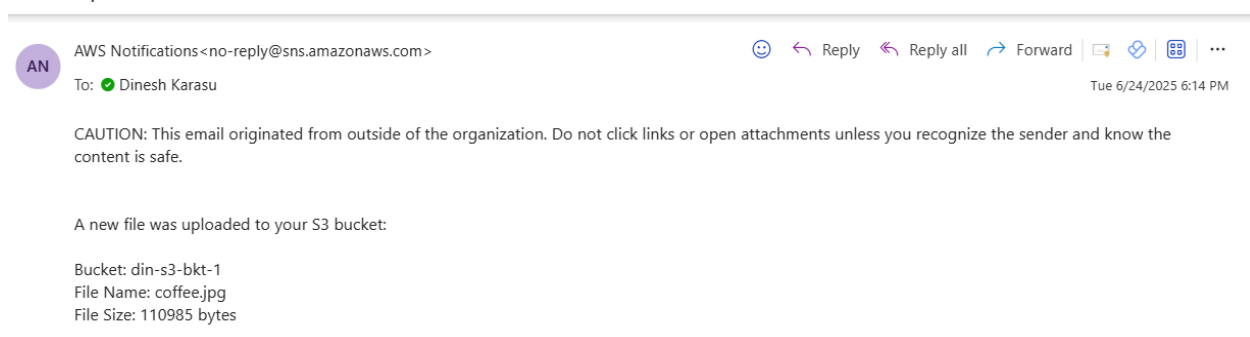 AN
AWS Notifications<no-reply@sns.amazonaws.com>
Reply
Reply all
Forward
To: Dinesh Karasu
Tue 6/24/2025 6:14 PM
CAUTION: This email originated from outside of the organization. Do not click links or open attachments unless you recognize the sender and know the
content is safe.
A new file was uploaded to your S3 bucket:
Bucket: din-s3-bkt-1
File Name: coffee.jpg
File Size: 110985 bytes